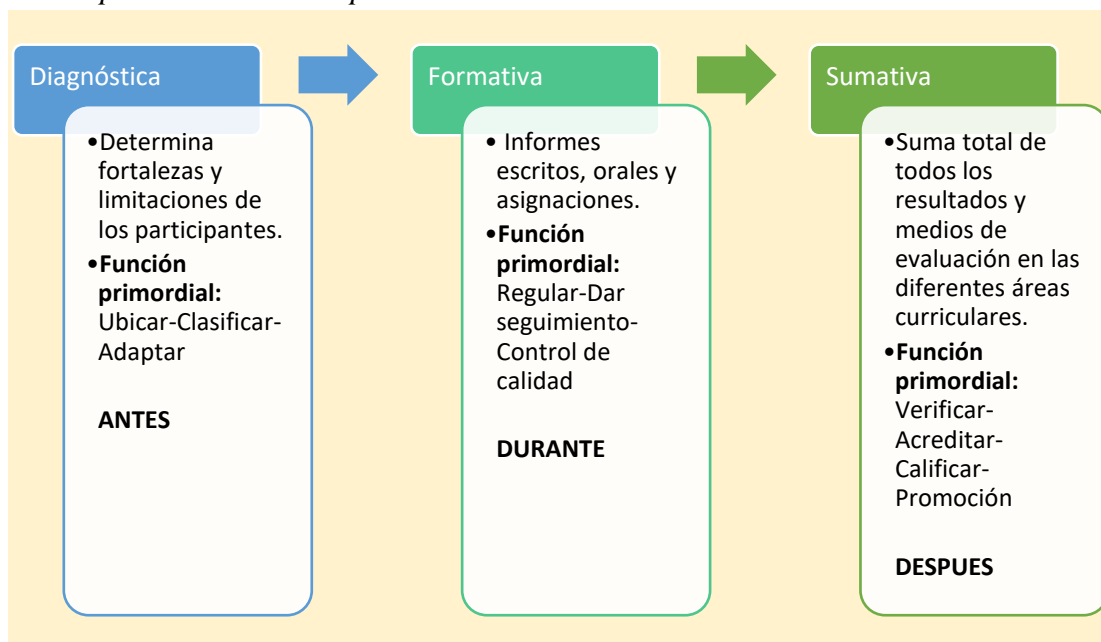 Diagnóstica
•Determina
fortalezas y
limitaciones de
los participantes.
•Función
primordial:
Ubicar-Clasificar-
Adaptar
ANTES
Formativa
• Informes
escritos, orales y
asignaciones.
•Función
primordial:
Regular-Dar
seguimiento-
Control de
calidad
DURANTE
Sumativa
•Suma total de
todos los
resultados y
medios de
evaluación en las
diferentes áreas
curriculares.
•Función
primordial:
Verificar-
Acreditar-
Calificar-
Promoción
DESPUES